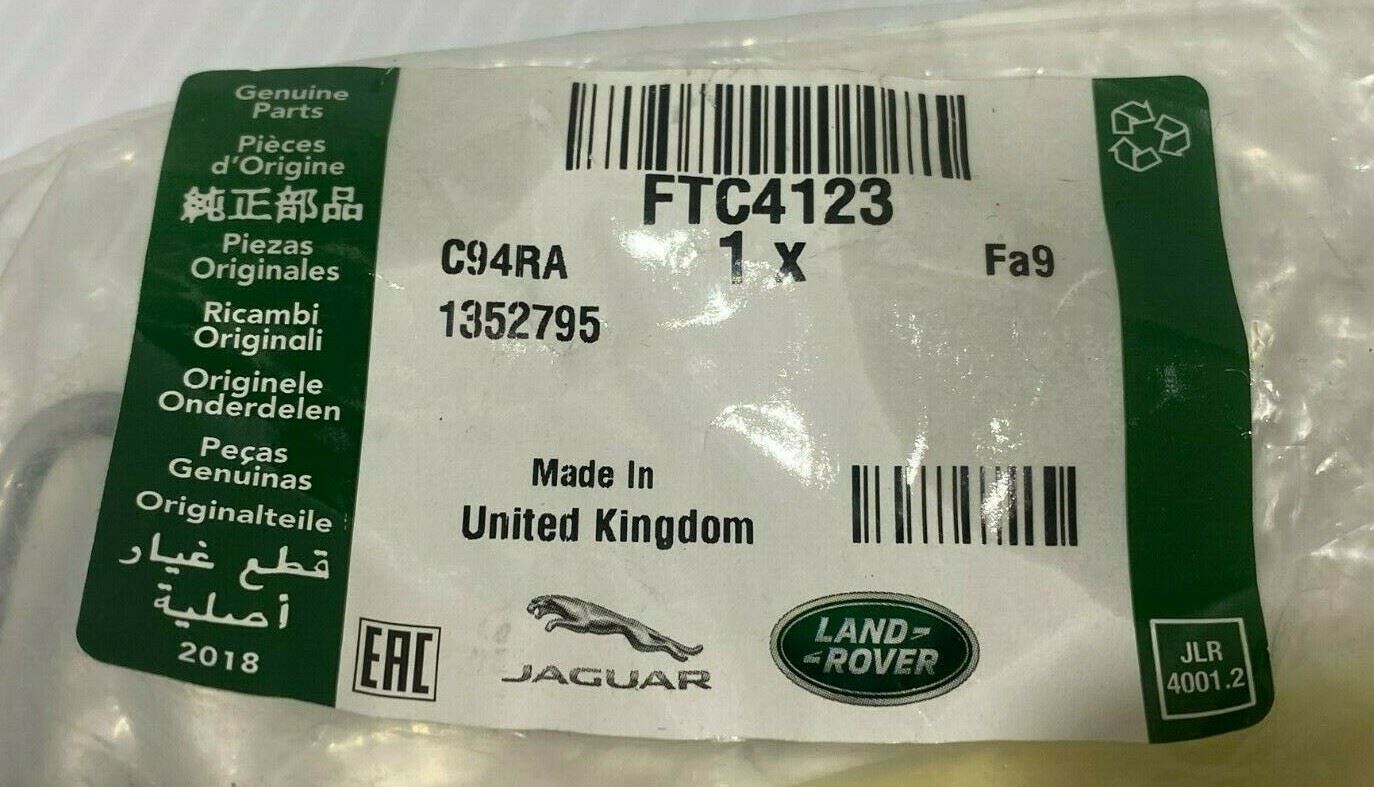 Genuine
Parts
Pièces
d'Origine
純正部品
Piezas
Originales
Ricambi
Originali
Originele
Onderdelen
Peças
Genuinas
Originalteile
قطع غيار
أصلية
2018
FTC4123
C94RA 1 x Fa9
1352795
Made In
United Kingdom
EAC
JAGUAR
LAND-
-ROVER
JLR
4001.2